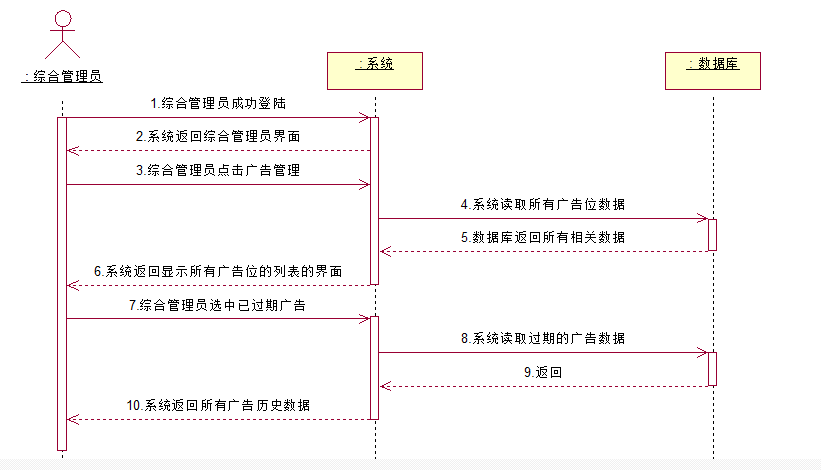 : 综合管理员
: 系统
: 数据库
1.综合管理员成功登陆
2.系统返回综合管理员界面
3.综合管理员点击广告管理
4.系统读取所有广告位数据
5.数据库返回所有相关数据
6.系统返回显示所有广告位的列表的界面
7.综合管理员选中已过期广告
8.系统读取过期的广告数据
9.返回
10.系统返回所有广告历史数据